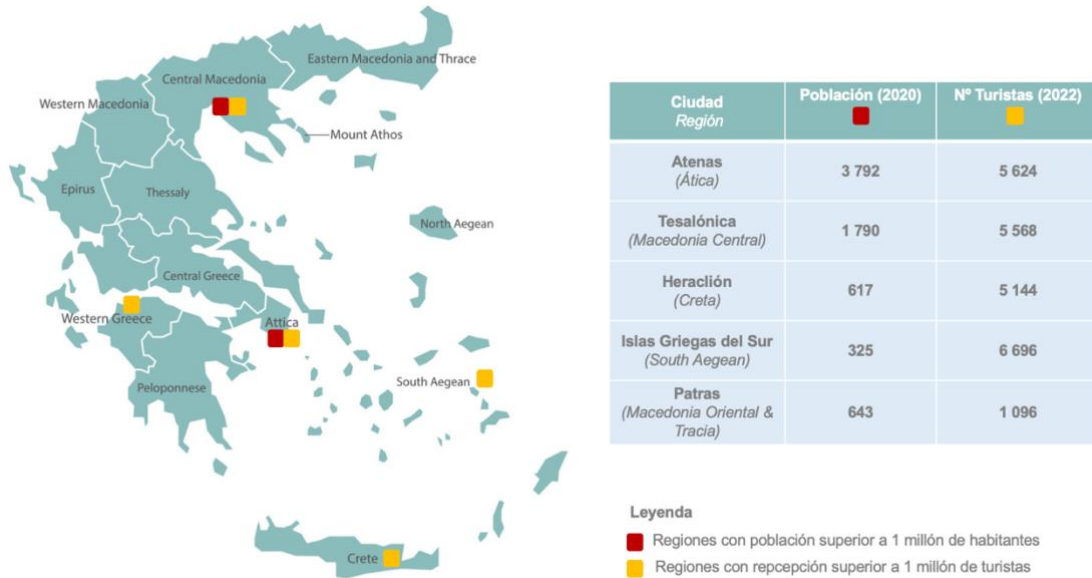 Eastern Macedonia and Thrace
Central Macedonia
Western Macedonia
Mount Athos
Epirus
Thessaly
North Aegean
Central Greece
Western Greece
Attica
South Aegean
Peloponnese
Crete
Ciudad
Región
Población (2020)
Nº Turistas (2022)
Atenas
(Ática)
3 792
5 624
Tesalónica
(Macedonia Central)
1 790
5 568
Heraclión
(Creta)
617
5 144
Islas Griegas del Sur
(South Aegean)
325
6 696
Patras
(Macedonia Oriental &
Tracia)
643
1 096
Leyenda
Regiones con población superior a 1 millón de habitantes
Regiones con repcepción superior a 1 millón de turistas